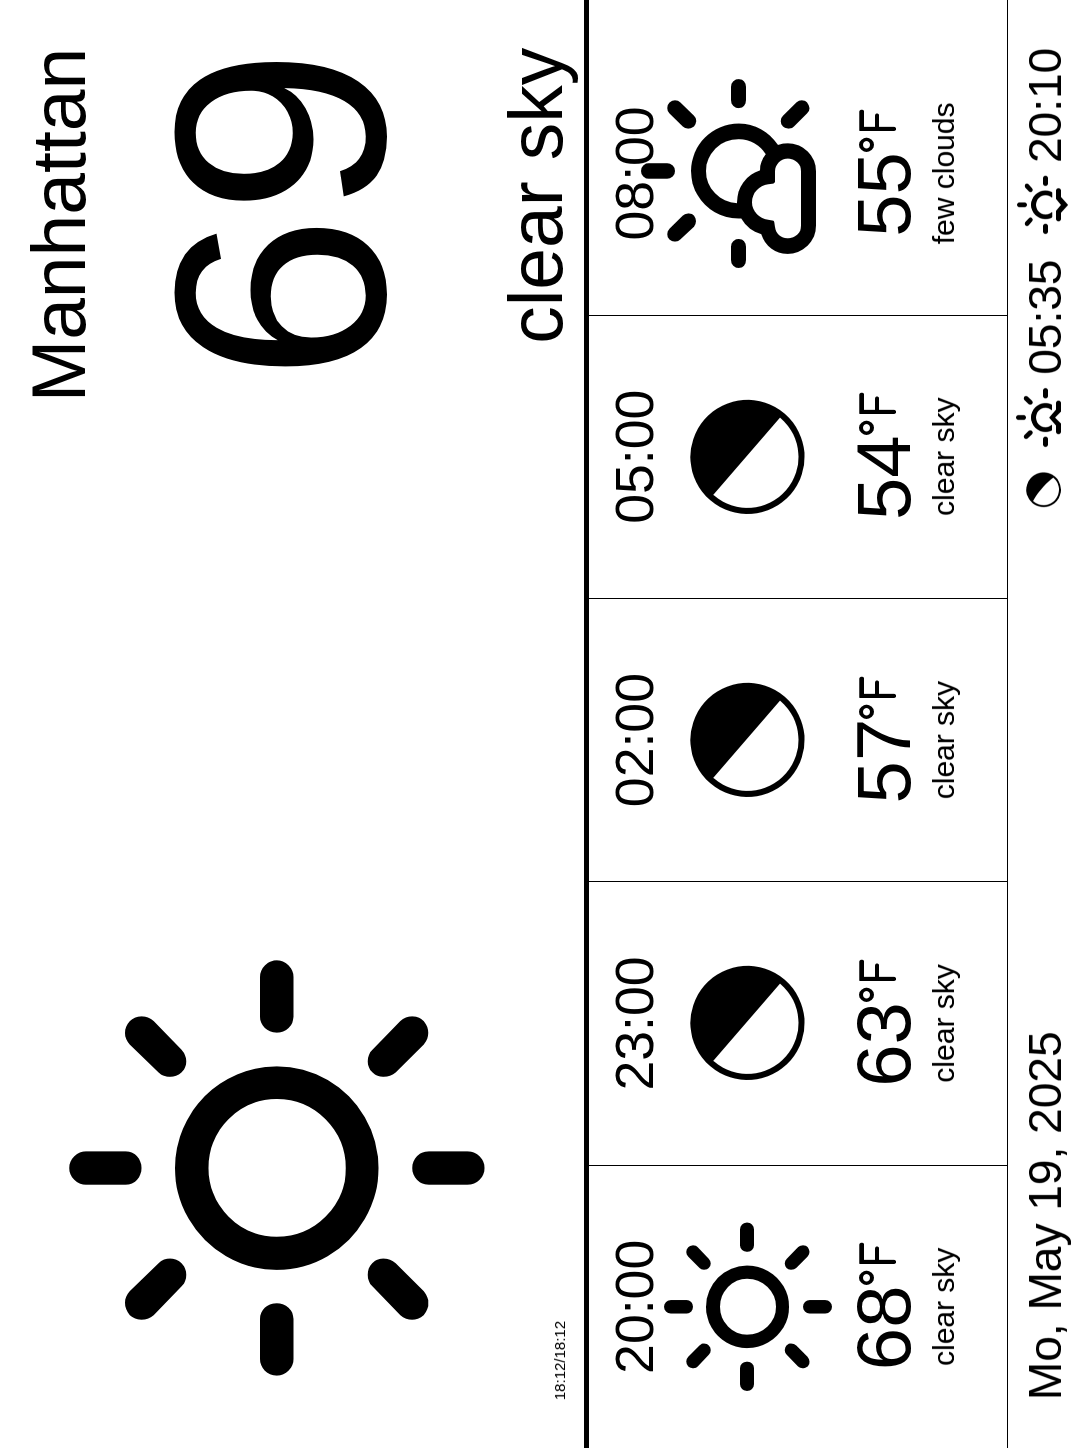 Manhattan
69
clear sky
18:12/18:12
20:00 23:00 02:00 05:00 08:00
68°F 63°F 57°F 54°F 55°F
clear sky clear sky clear sky clear sky few clouds
Mo, May 19, 2025 05:35 20:10